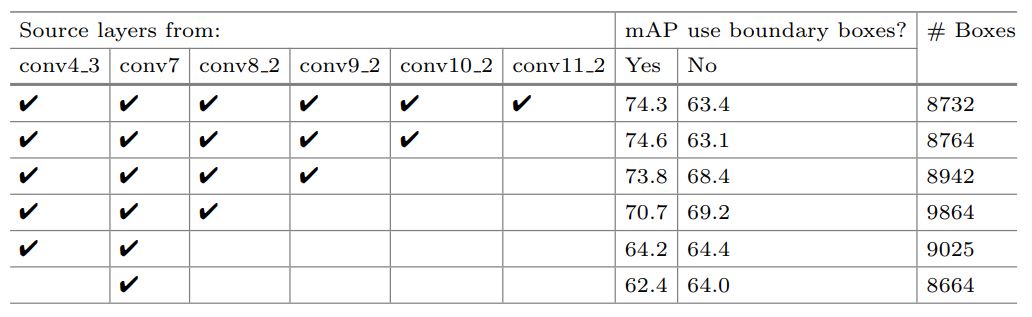 Source layers from: mAP use boundary boxes? # Boxes
conv4_3 conv7 conv8_2 conv9_2 conv10_2 conv11_2 Yes No
✔ ✔ ✔ ✔ ✔ ✔ 74.3 63.4 8732
✔ ✔ ✔ ✔ ✔ 74.6 63.1 8764
✔ ✔ ✔ ✔ 73.8 68.4 8942
✔ ✔ ✔ 70.7 69.2 9864
✔ ✔ 64.2 64.4 9025
✔ 62.4 64.0 8664